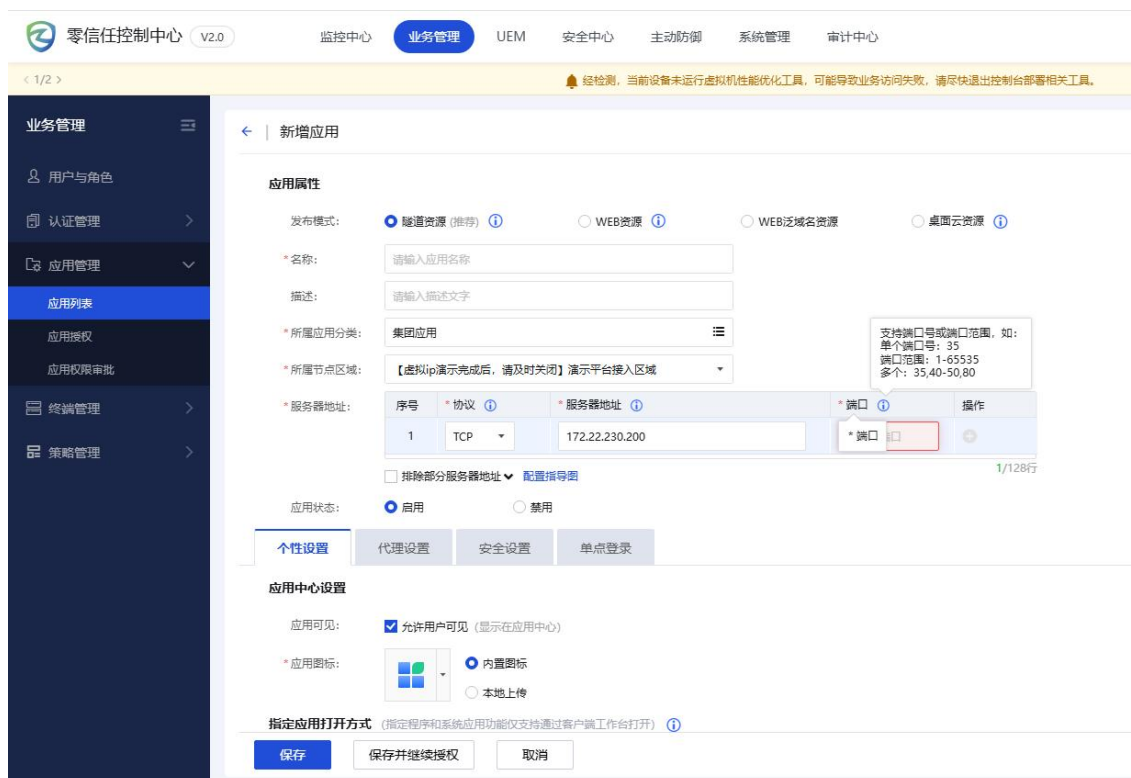 零信任控制中心 V2.0 监控中心 业务管理 UEM 安全中心 主动防御 系统管理 审计中心
< 1/2 > 经检测，当前设备未运行虚拟机性能优化工具，可能导致业务访问失败，请尽快退出控制台部署相关工具。
业务管理
用户与角色
认证管理
应用管理
应用列表
应用授权
应用权限审批
终端管理
策略管理
新增应用
应用属性
发布模式: 隧道资源 (推荐) WEB资源 WEB泛域名资源 桌面云资源
*名称: 请输入应用名称
描述: 请输入描述文字
*所属应用分类: 集团应用
*所属节点区域: 【虚拟ip演示完成后，请及时关闭】演示平台接入区域
支持端口号或端口范围，如:
单个端口号: 35
端口范围: 1-65535
多个: 35,40-50,80
*服务器地址: 序号 *协议 *服务器地址 *端口 操作
1 TCP 172.22.230.200 *端口 口
1/128行
排除部分服务器地址 配置指导图
应用状态: 启用 禁用
个性设置 代理设置 安全设置 单点登录
应用中心设置
应用可见: 允许用户可见 (显示在应用中心)
*应用图标: 内置图标
本地上传
指定应用打开方式 (指定程序和系统应用功能仅支持通过客户端工作台打开)
保存 保存并继续授权 取消